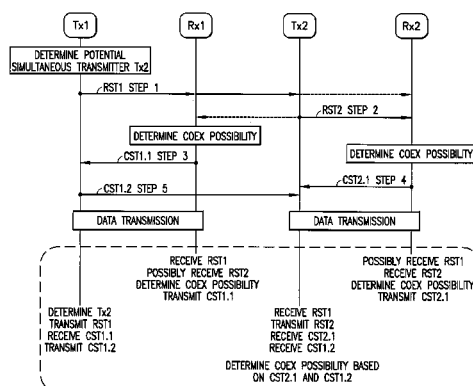 Tx1
Rx1
Tx2
Rx2
DETERMINE POTENTIAL
SIMULTANEOUS TRANSMITTER Tx2
RST1 STEP 1
RST2 STEP 2
DETERMINE COEX POSSIBILITY
DETERMINE COEX POSSIBILITY
CST1.1 STEP 3
CST2.1 STEP 4
CST1.2 STEP 5
DATA TRANSMISSION
DATA TRANSMISSION
RECEIVE RST1
POSSIBLY RECEIVE RST2
DETERMINE COEX POSSIBILITY
TRANSMIT CST1.1
POSSIBLY RECEIVE RST1
RECEIVE RST2
DETERMINE COEX POSSIBILITY
TRANSMIT CST2.1
DETERMINE Tx2
TRANSMIT RST1
RECEIVE CST1.1
TRANSMIT CST1.2
RECEIVE RST1
TRANSMIT RST2
RECEIVE CST2.1
RECEIVE CST1.2
DETERMINE COEX POSSIBILITY BASED
ON CST2.1 AND CST1.2